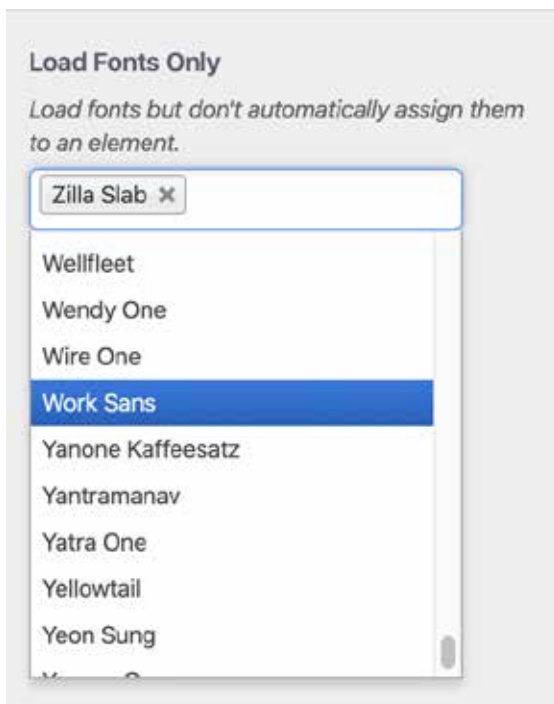 Load Fonts Only
Load fonts but don't automatically assign them
to an element.
Zilla Slab ×
Wellfleet
Wendy One
Wire One
Work Sans
Yanone Kaffeesatz
Yantramanav
Yatra One
Yellowtail
Yeon Sung